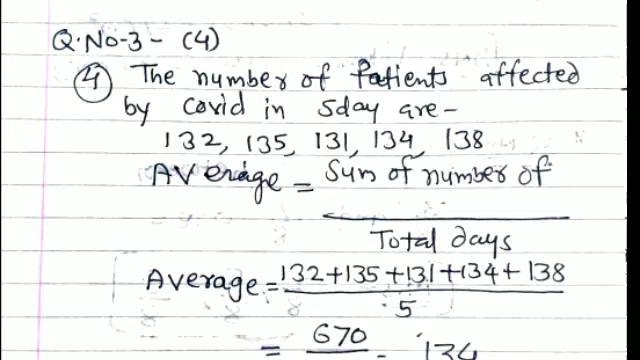 Q.No-3- (4)
(4) The number of Patients affected
by Covid in 5day are-
132, 135, 131, 134, 138
Average = Sum of number of
Total days
Average = 132+135+131+134+138
5
= 670 = 134